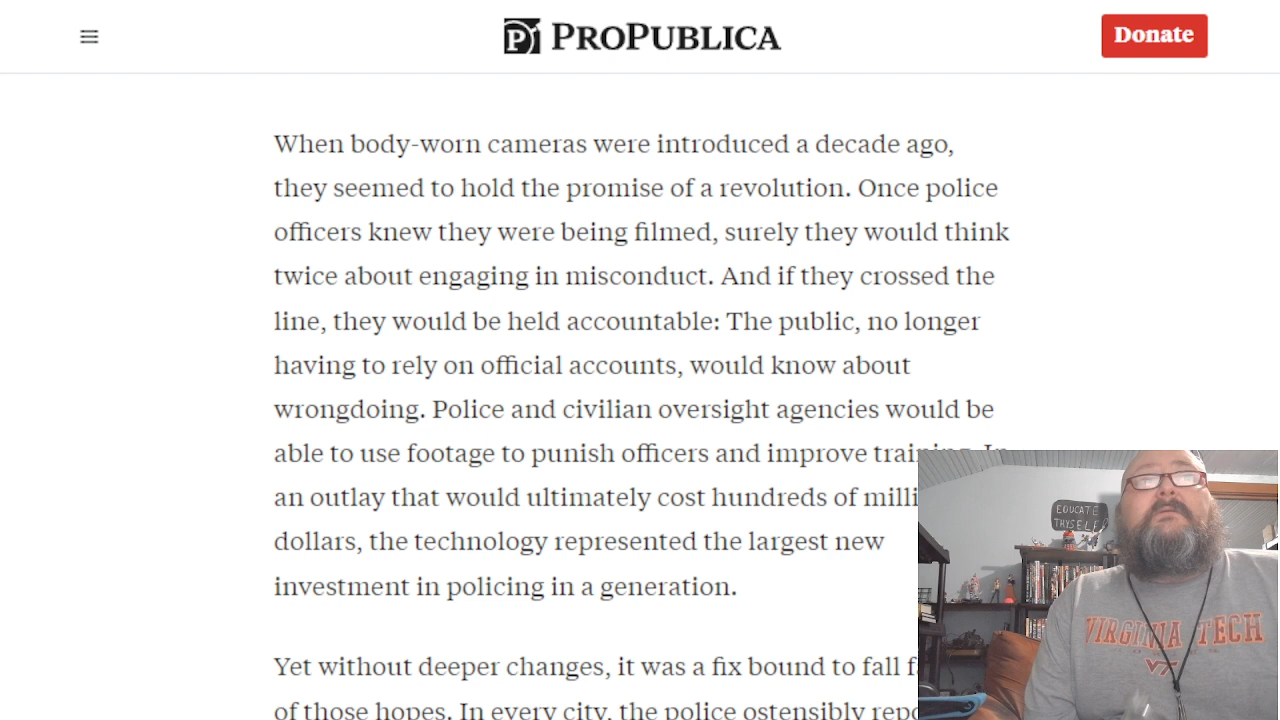 PROPUBLICA
Donate
When body-worn cameras were introduced a decade ago,
they seemed to hold the promise of a revolution. Once police
officers knew they were being filmed, surely they would think
twice about engaging in misconduct. And if they crossed the
line, they would be held accountable: The public, no longer
having to rely on official accounts, would know about
wrongdoing. Police and civilian oversight agencies would be
able to use footage to punish officers and improve training. In
an outlay that would ultimately cost hundreds of milli
dollars, the technology represented the largest new
investment in policing in a generation.
Yet without deeper changes, it was a fix bound to fall f
of those hopes. In every city, the police ostensibly repo
EDUCATE
THYSELF
VIRGINIA TECH
VT